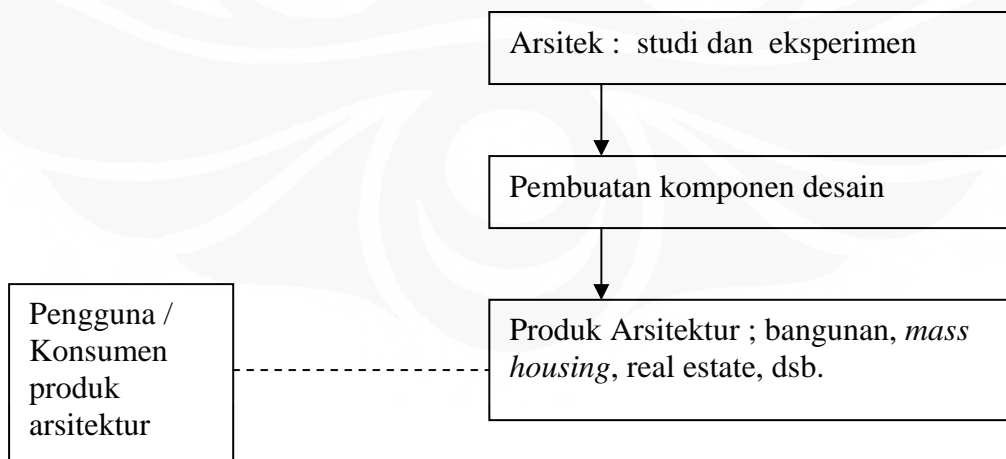 Arsitek :  studi dan  eksperimen
Pembuatan komponen desain
Produk Arsitektur ; bangunan, mass
housing, real estate, dsb.
Pengguna /
Konsumen
produk
arsitektur